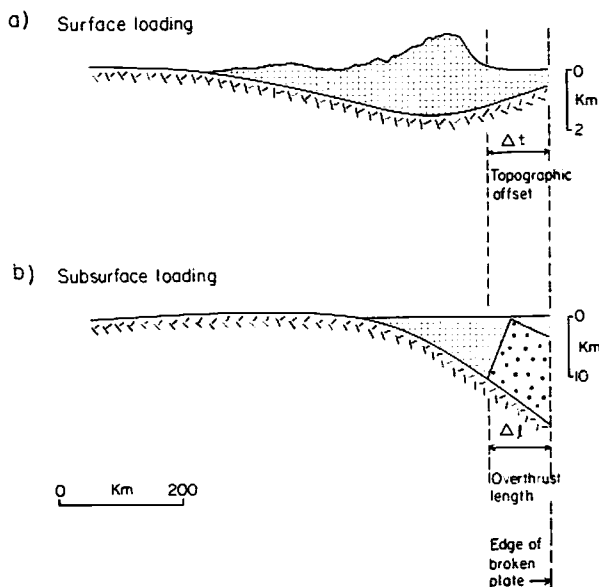 a) Surface loading
0
Km
2
Δt
Topographic
offset
b) Subsurface loading
0
Km
10
Δl
Overthrust
length
0 Km 200
Edge of
broken
plate